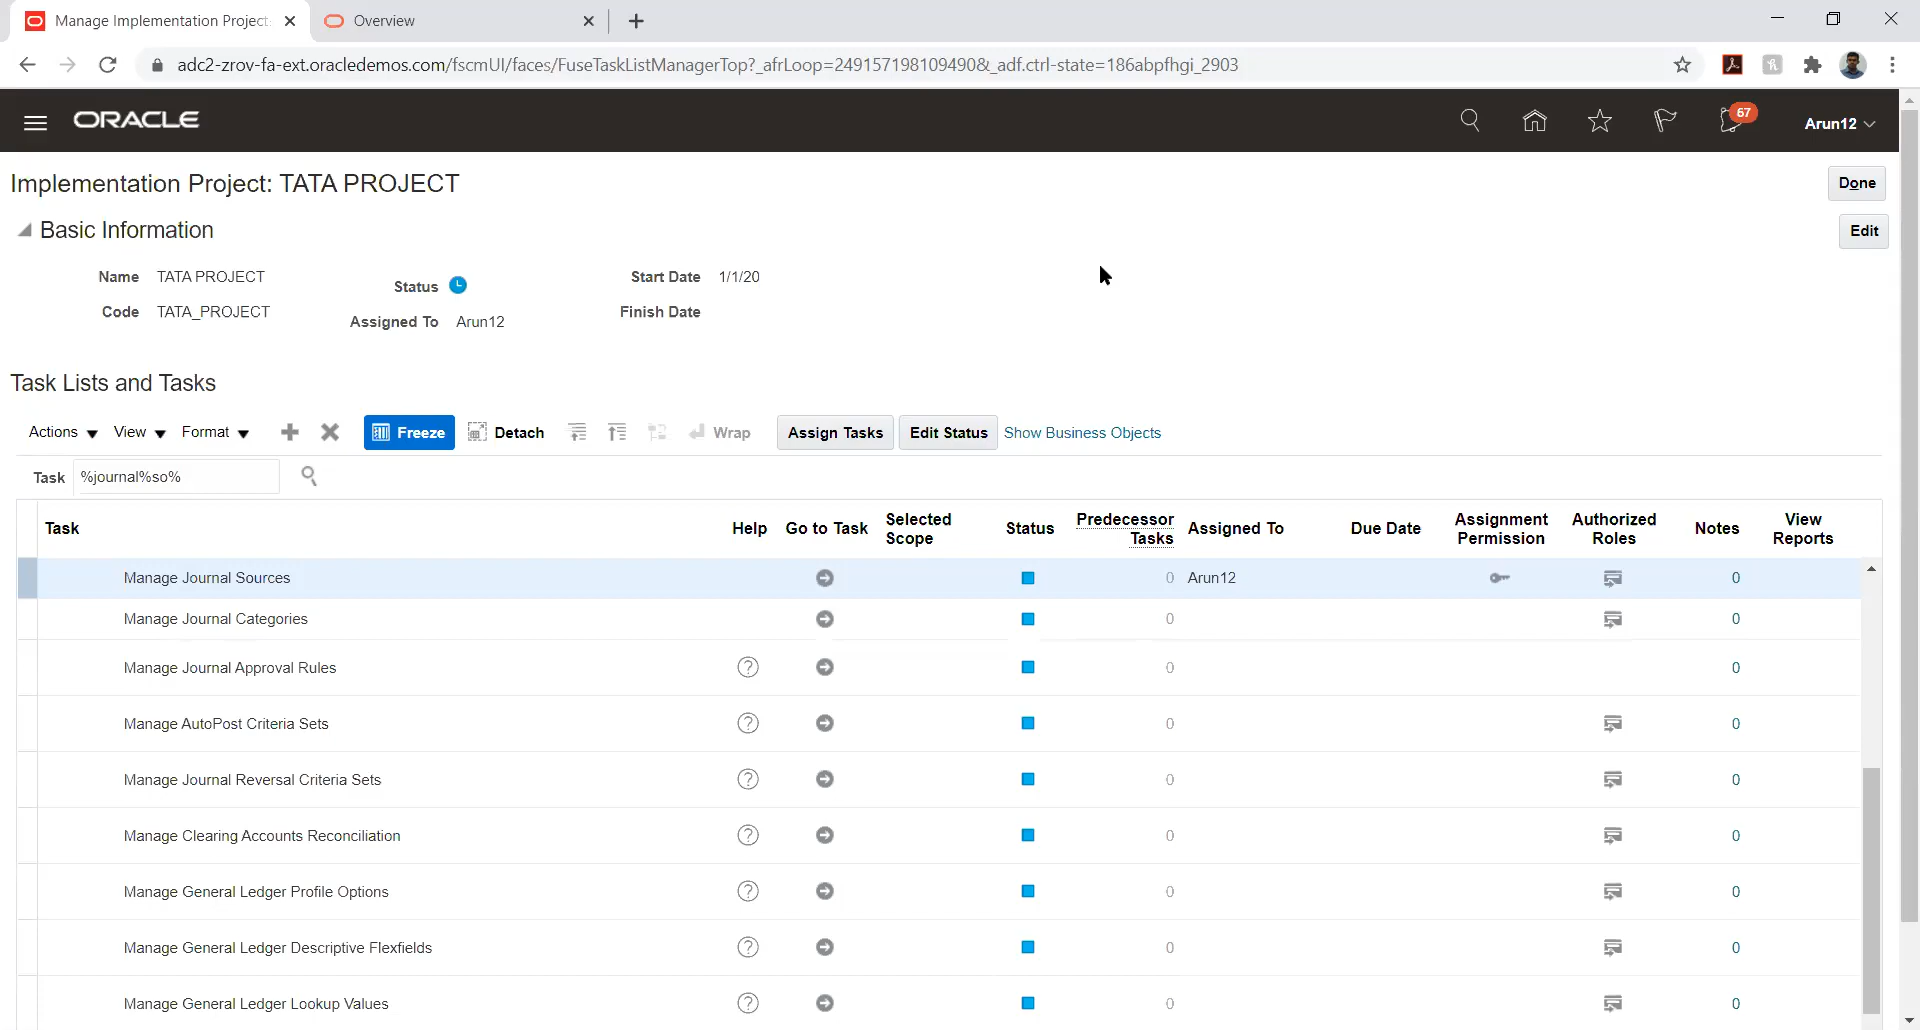 Manage Implementation Project:
Overview
adc2-zrov-fa-ext.oracledemos.com/fscmUI/faces/FuseTaskListManagerTop?_afrLoop=2491571981094908&_adf.ctrl-state=186abpfhgi_2903
ORACLE
67
Arun12
Implementation Project: TATA PROJECT
Done
Basic Information
Edit
Name TATA PROJECT
Status
Start Date 1/1/20
Code TATA_PROJECT
Assigned To Arun12
Finish Date
Task Lists and Tasks
Actions View Format Freeze Detach Wrap Assign Tasks Edit Status Show Business Objects
Task %journal%so%
Task Help Go to Task Selected Scope Status Predecessor Tasks Assigned To Due Date Assignment Permission Authorized Roles Notes View Reports
Manage Journal Sources 0 Arun12 0
Manage Journal Categories 0 0
Manage Journal Approval Rules ? 0 0
Manage AutoPost Criteria Sets ? 0 0
Manage Journal Reversal Criteria Sets ? 0 0
Manage Clearing Accounts Reconciliation ? 0 0
Manage General Ledger Profile Options ? 0 0
Manage General Ledger Descriptive Flexfields ? 0 0
Manage General Ledger Lookup Values ? 0 0